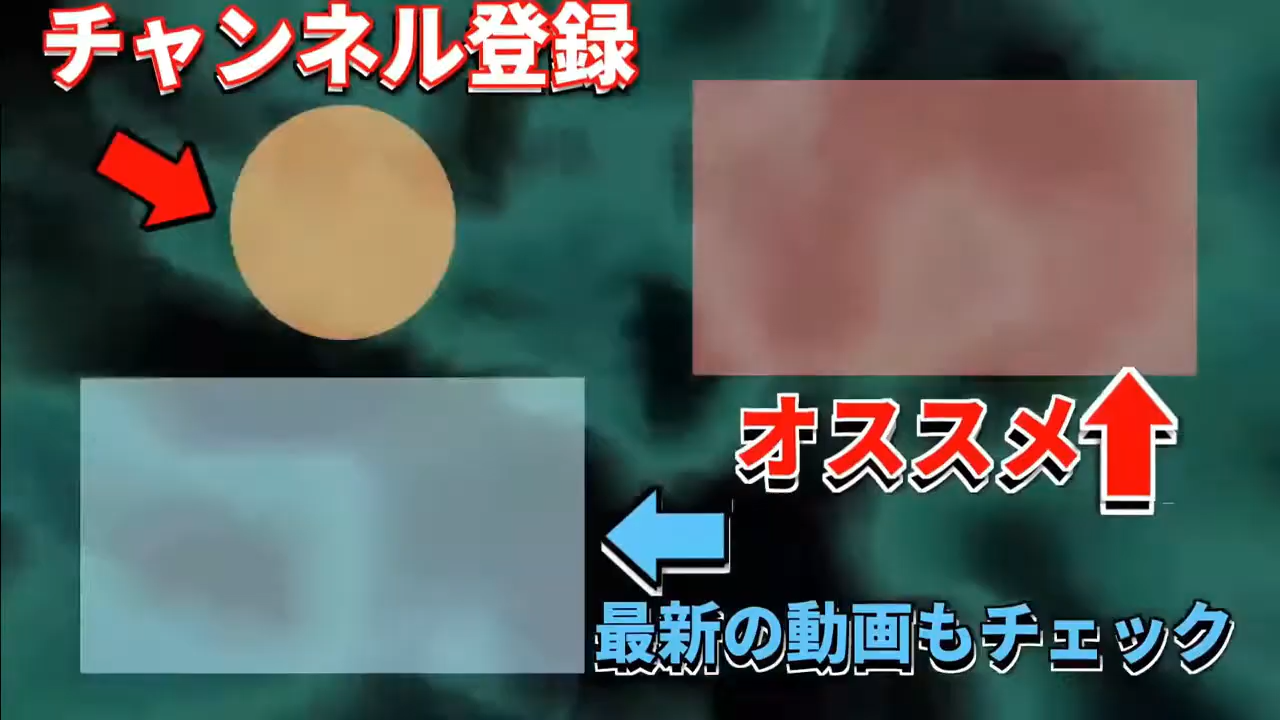 チャンネル登録
オススメ
最新の動画もチェック